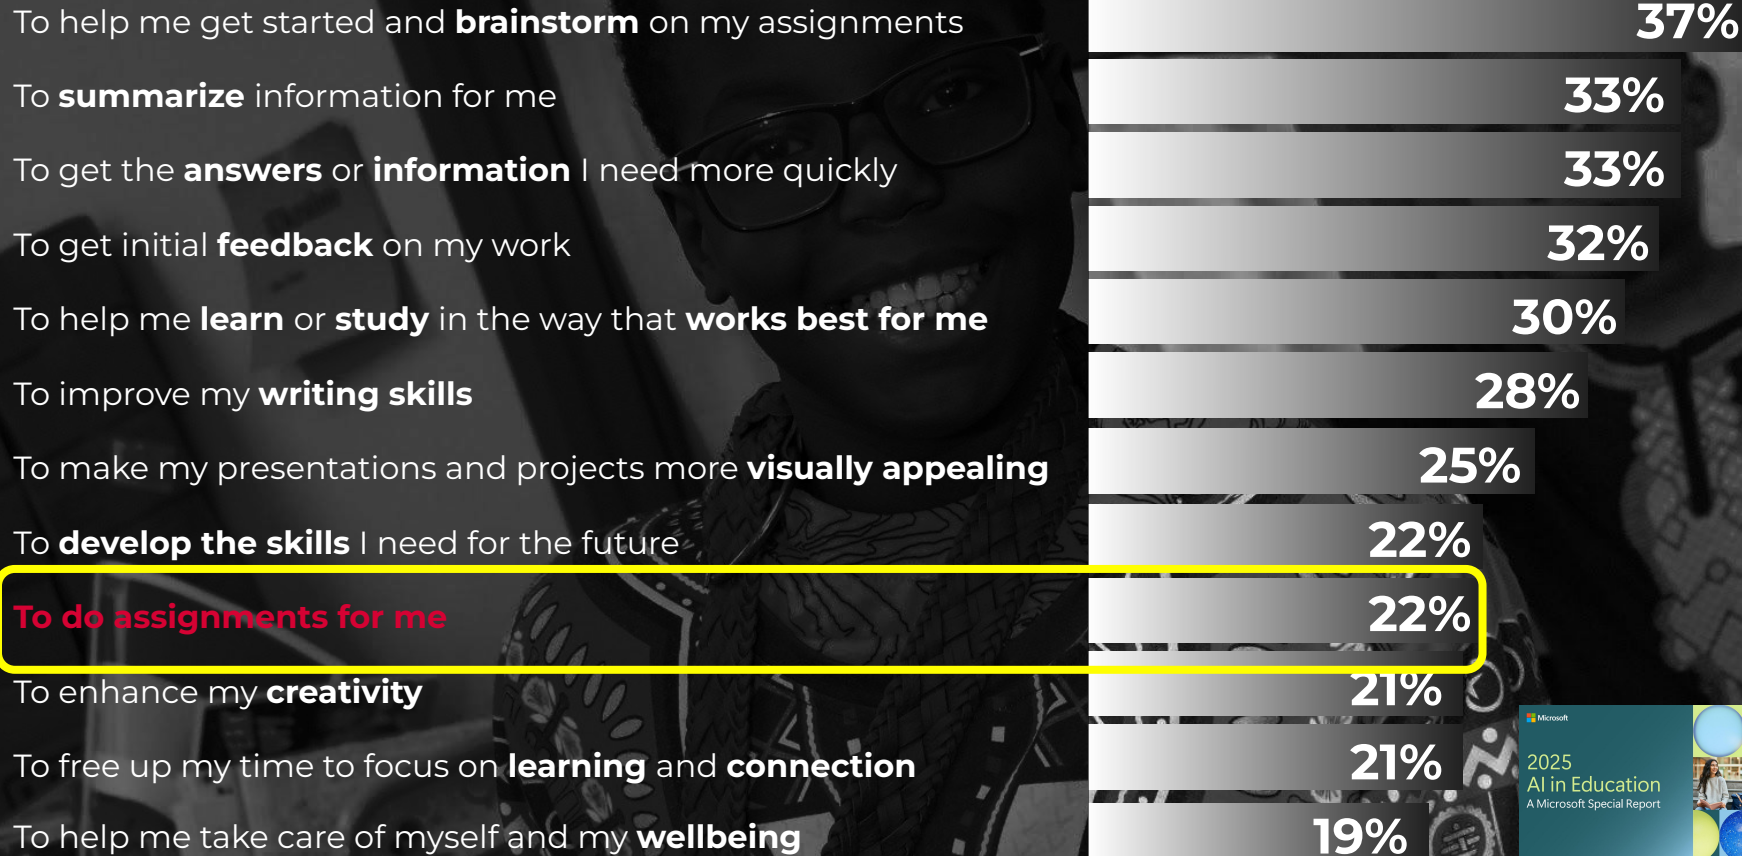 To help me get started and brainstorm on my assignments 37%
To summarize information for me 33%
To get the answers or information I need more quickly 33%
To get initial feedback on my work 32%
To help me learn or study in the way that works best for me 30%
To improve my writing skills 28%
To make my presentations and projects more visually appealing 25%
To develop the skills I need for the future 22%
To do assignments for me 22%
To enhance my creativity 21%
To free up my time to focus on learning and connection 21%
To help me take care of myself and my wellbeing 19%
Microsoft
2025
AI in Education
A Microsoft Special Report